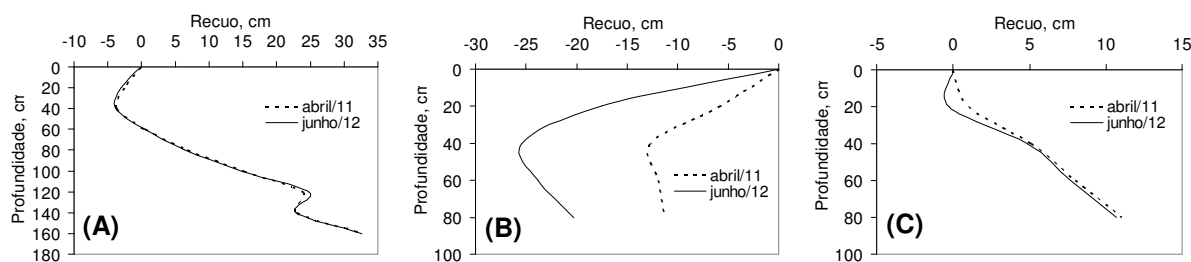 Recuo, cm
-10 -5 0 5 10 15 20 25 30 35
Profundidade, cm
0
20
40
60
80
100
120
140
160
180
abril/11
junho/12
(A)
Recuo, cm
-30 -25 -20 -15 -10 -5 0
Profundidade, cm
0
20
40
60
80
100
abril/11
junho/12
(B)
Recuo, cm
-5 0 5 10 15
Profundidade, cm
0
20
40
60
80
100
abril/11
junho/12
(C)